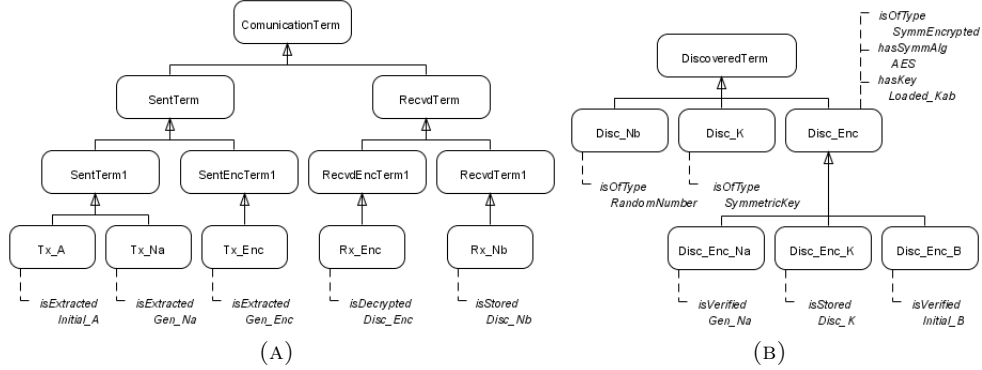 ComunicationTerm
SentTerm
RecvdTerm
SentTerm1
SentEncTerm1
RecvdEncTerm1
RecvdTerm1
Tx_A
Tx_Na
Tx_Enc
Rx_Enc
Rx_Nb
isExtracted
Initial_A
isExtracted
Gen_Na
isExtracted
Gen_Enc
isDecrypted
Disc_Enc
isStored
Disc_Nb
(A)
isOfType
SymmEncrypted
hasSymmAlg
AES
hasKey
Loaded_Kab
DiscoveredTerm
Disc_Nb
Disc_K
Disc_Enc
isOfType
RandomNumber
isOfType
SymmetricKey
Disc_Enc_Na
Disc_Enc_K
Disc_Enc_B
isVerified
Gen_Na
isStored
Disc_K
isVerified
Initial_B
(B)